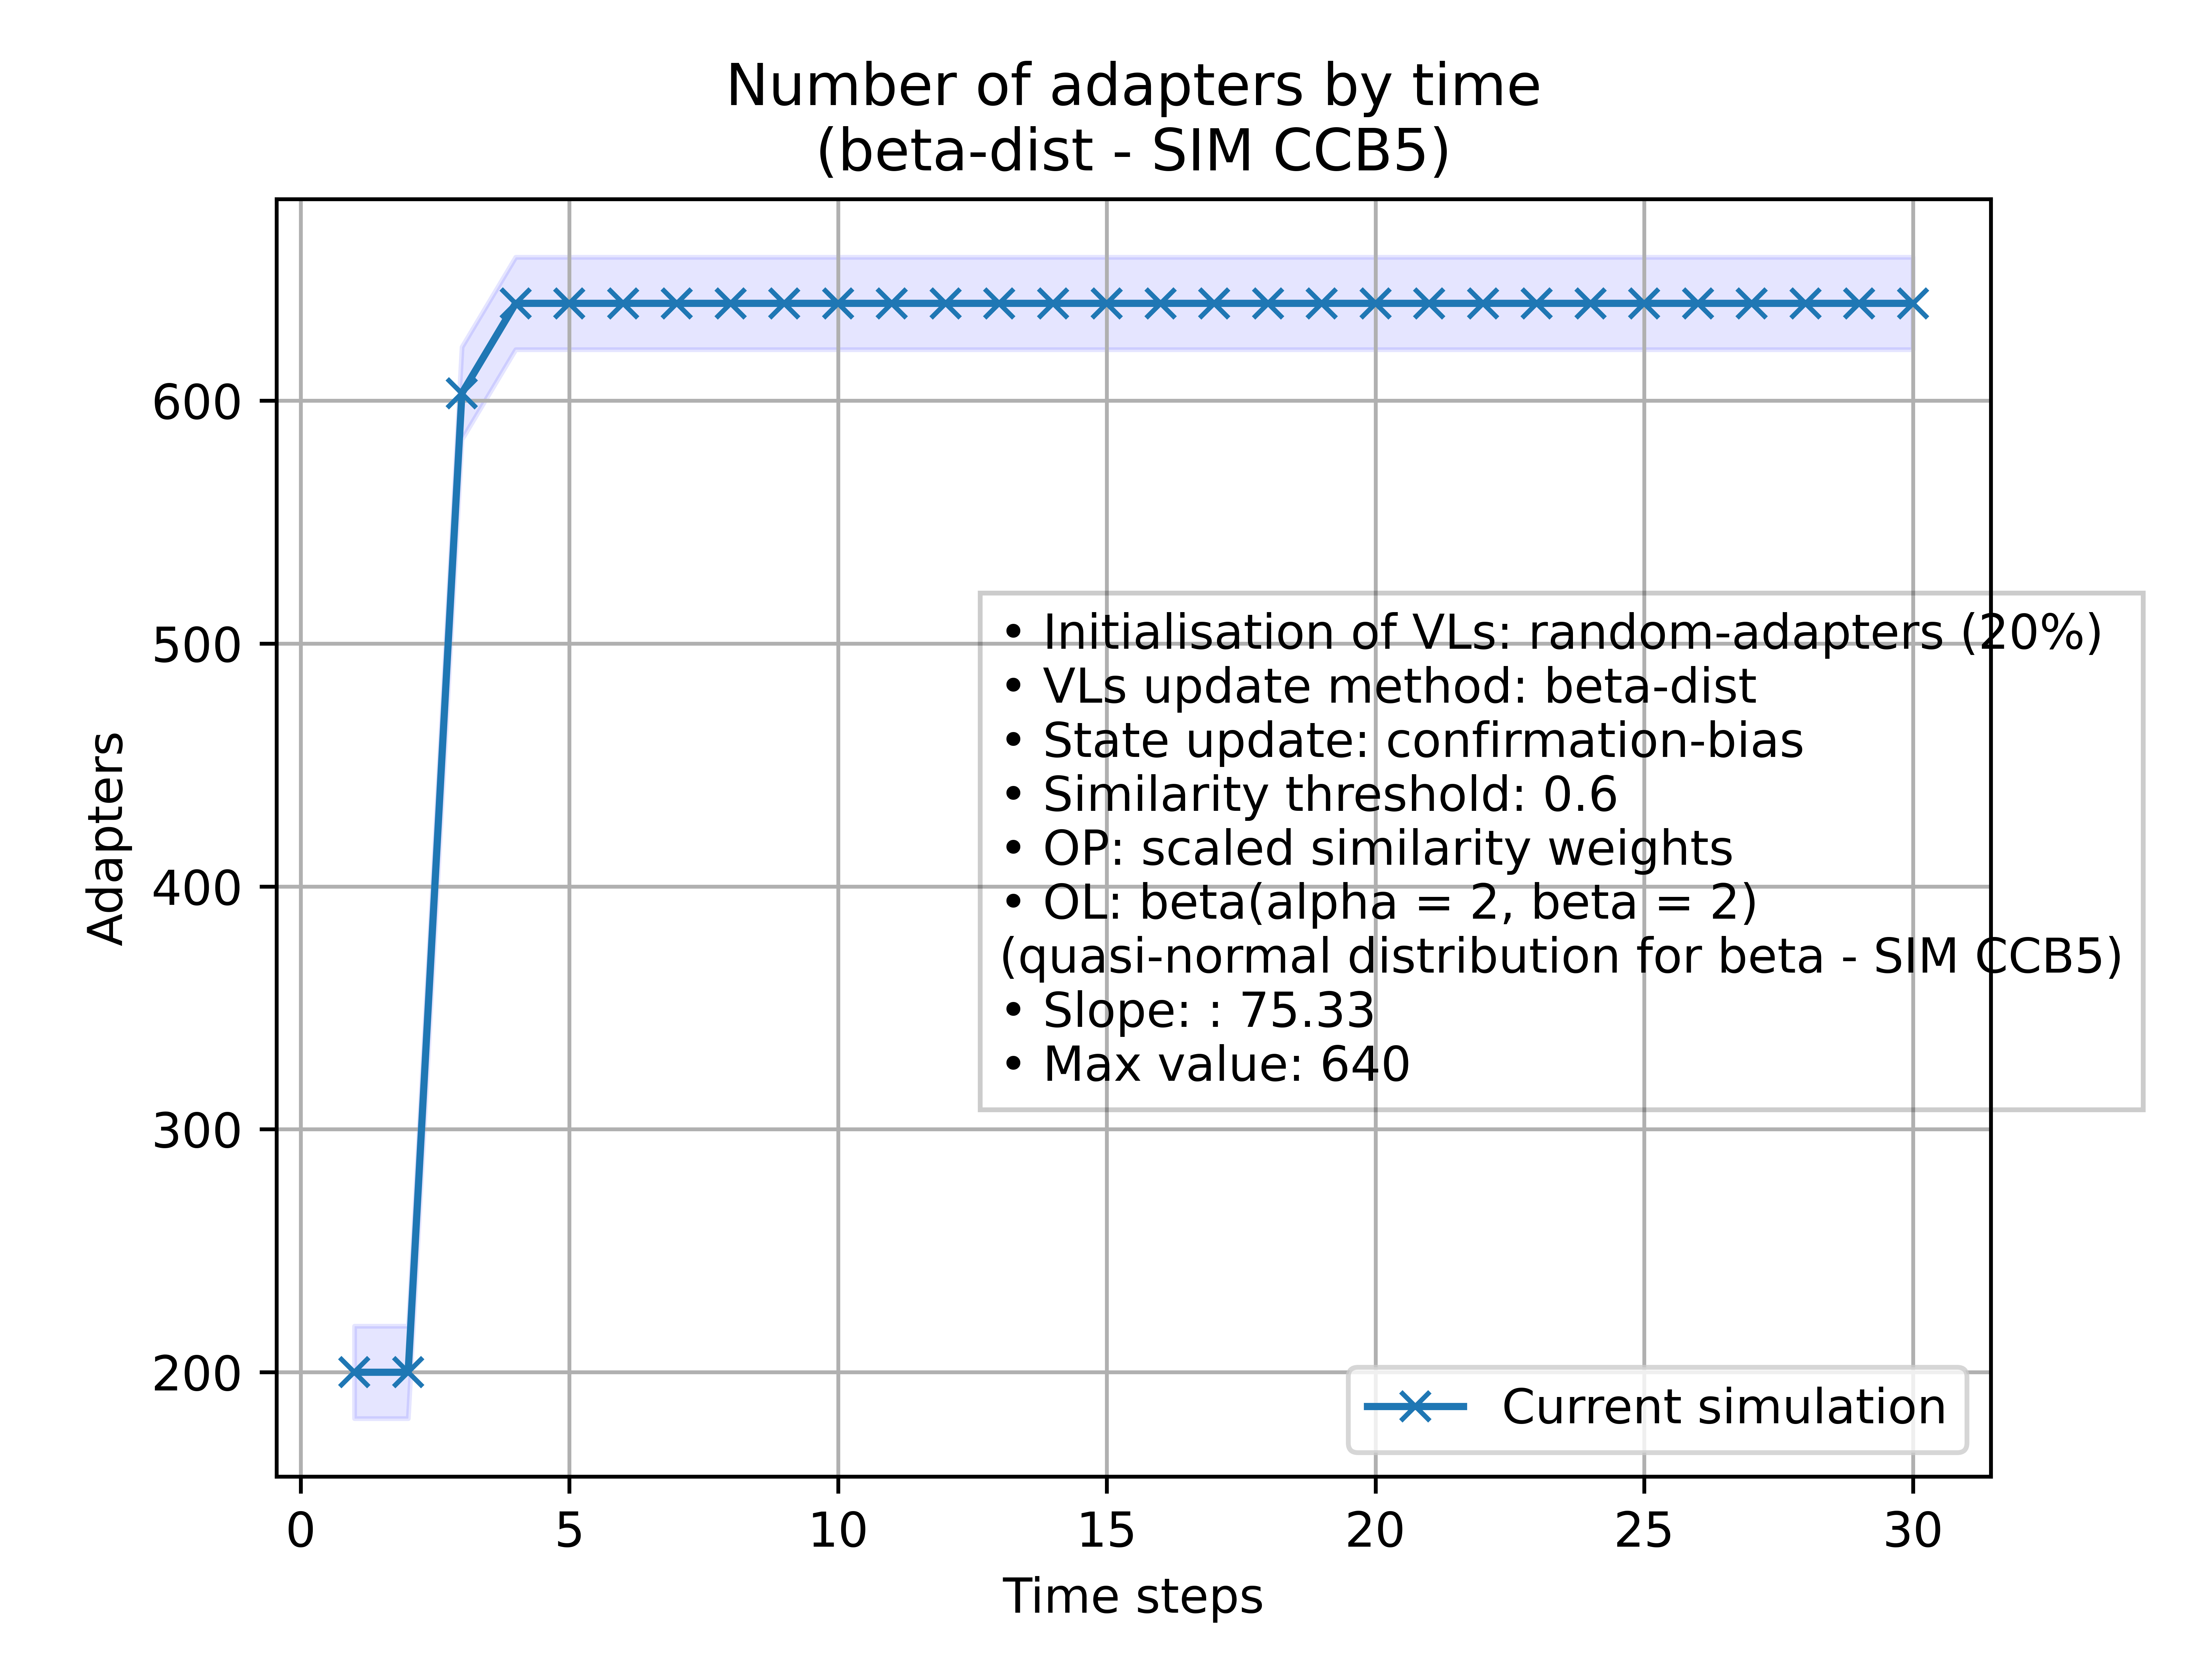 Number of adapters by time
(beta-dist - SIM CCB5)
Adapters
600
500
400
300
200
• Initialisation of VLs: random-adapters (20%)
• VLs update method: beta-dist
• State update: confirmation-bias
• Similarity threshold: 0.6
• OP: scaled similarity weights
• OL: beta(alpha = 2, beta = 2)
(quasi-normal distribution for beta - SIM CCB5)
• Slope: : 75.33
• Max value: 640
Current simulation
0 5 10 15 20 25 30
Time steps